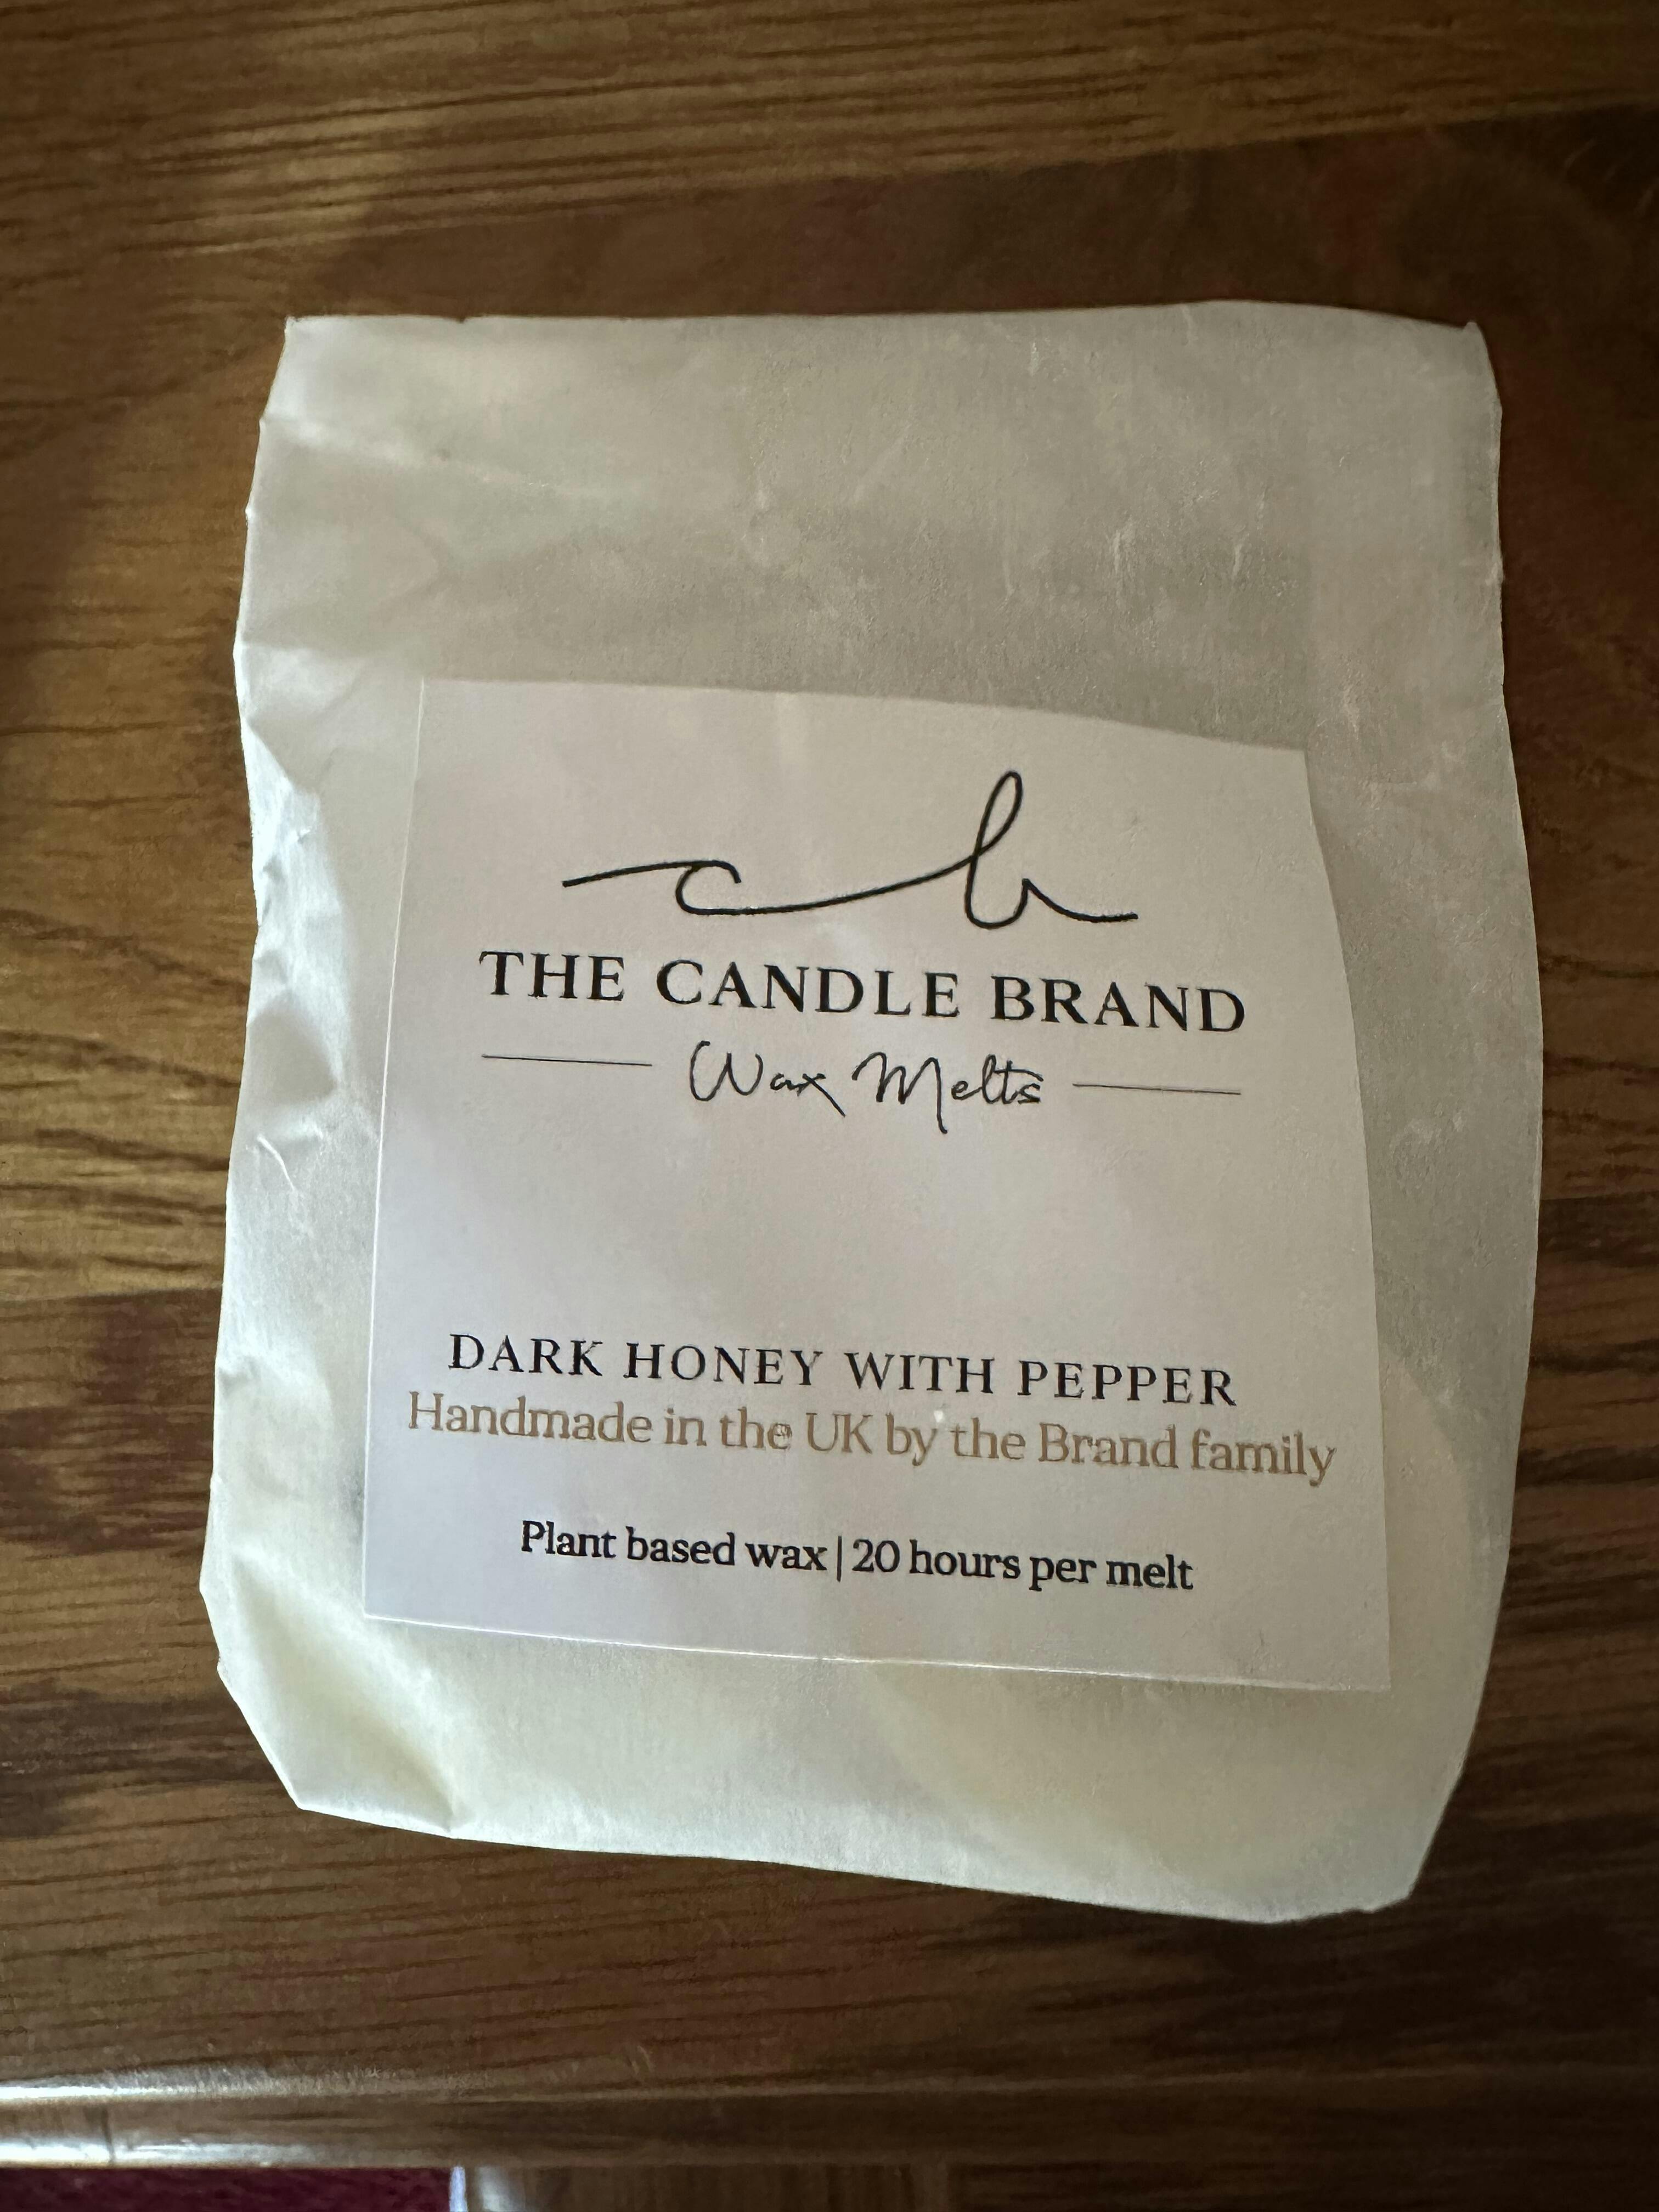 cb
THE CANDLE BRAND
Wax Melts
DARK HONEY WITH PEPPER
Handmade in the UK by the Brand family
Plant based wax | 20 hours per melt